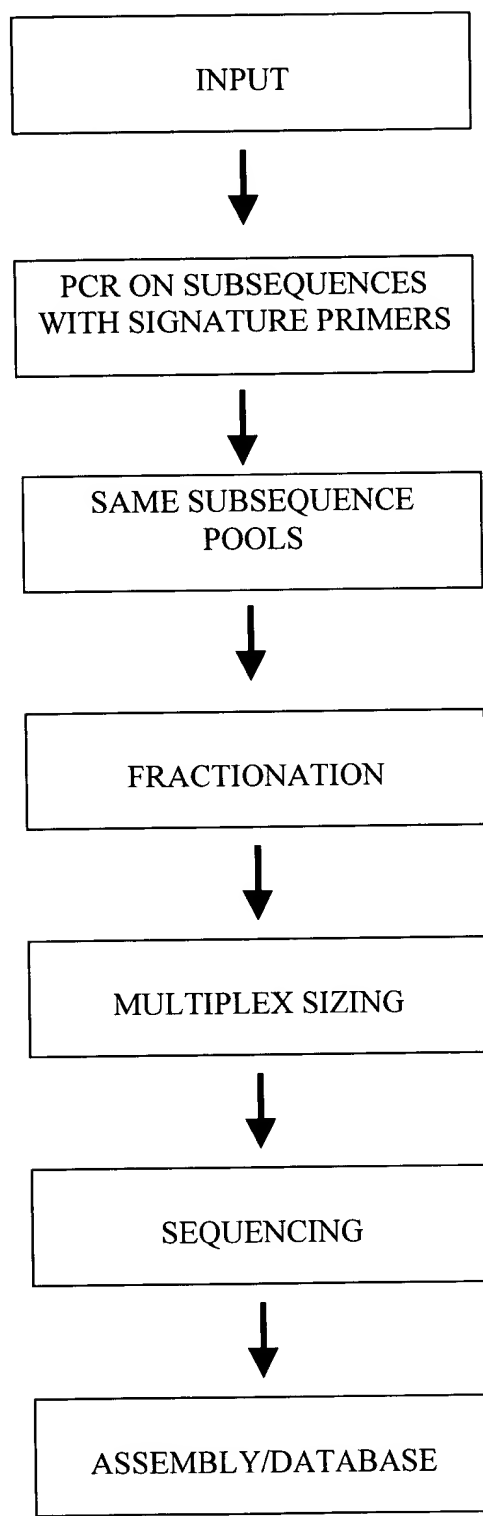 INPUT
PCR ON SUBSEQUENCES
WITH SIGNATURE PRIMERS
SAME SUBSEQUENCE
POOLS
FRACTIONATION
MULTIPLEX SIZING
SEQUENCING
ASSEMBLY/DATABASE